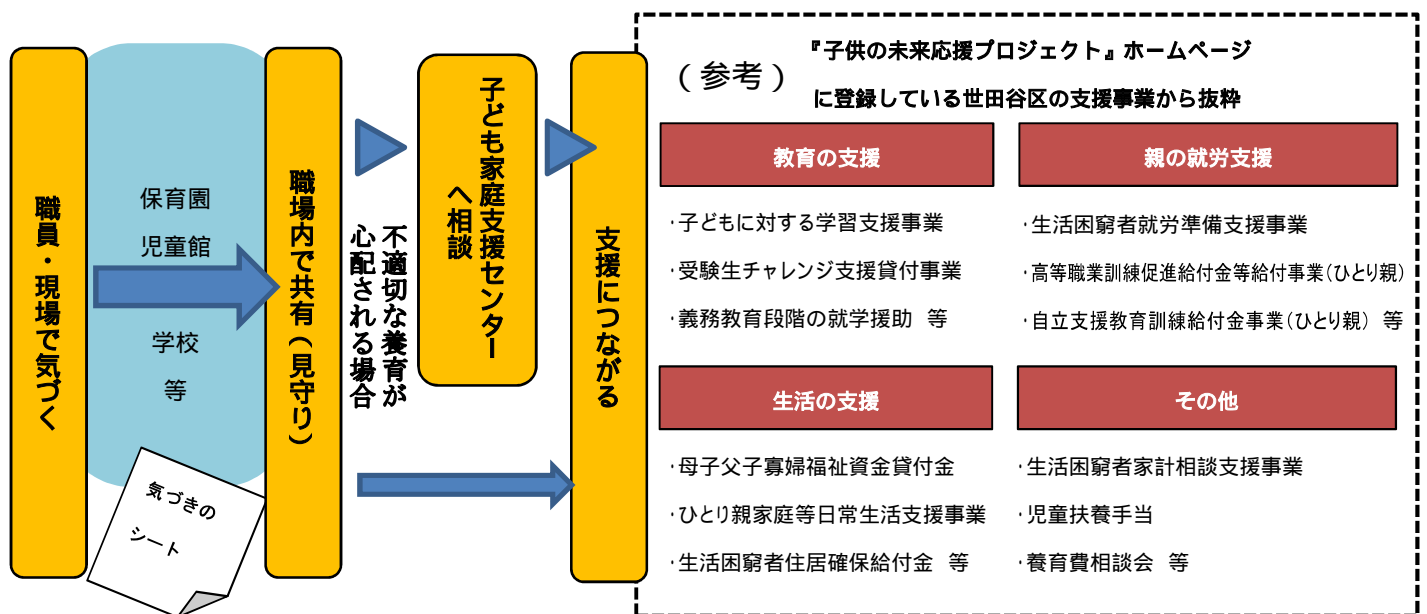 職員・現場で気づく
保育園
児童館
学校
等
気づきの
シート
職場内で共有(見守り)
不適切な養育が
心配される場合
子ども家庭支援センター
へ相談
支援につながる
(参考)
『子供の未来応援プロジェクト』ホームページ
に登録している世田谷区の支援事業から抜粋
教育の支援
・子どもに対する学習支援事業
・受験生チャレンジ支援貸付事業
・義務教育段階の就学援助 等
親の就労支援
・生活困窮者就労準備支援事業
・高等職業訓練促進給付金等給付事業(ひとり親)
・自立支援教育訓練給付金事業(ひとり親) 等
生活の支援
・母子父子寡婦福祉資金貸付金
・ひとり親家庭等日常生活支援事業
・生活困窮者住居確保給付金 等
その他
・生活困窮者家計相談支援事業
・児童扶養手当
・養育費相談会 等